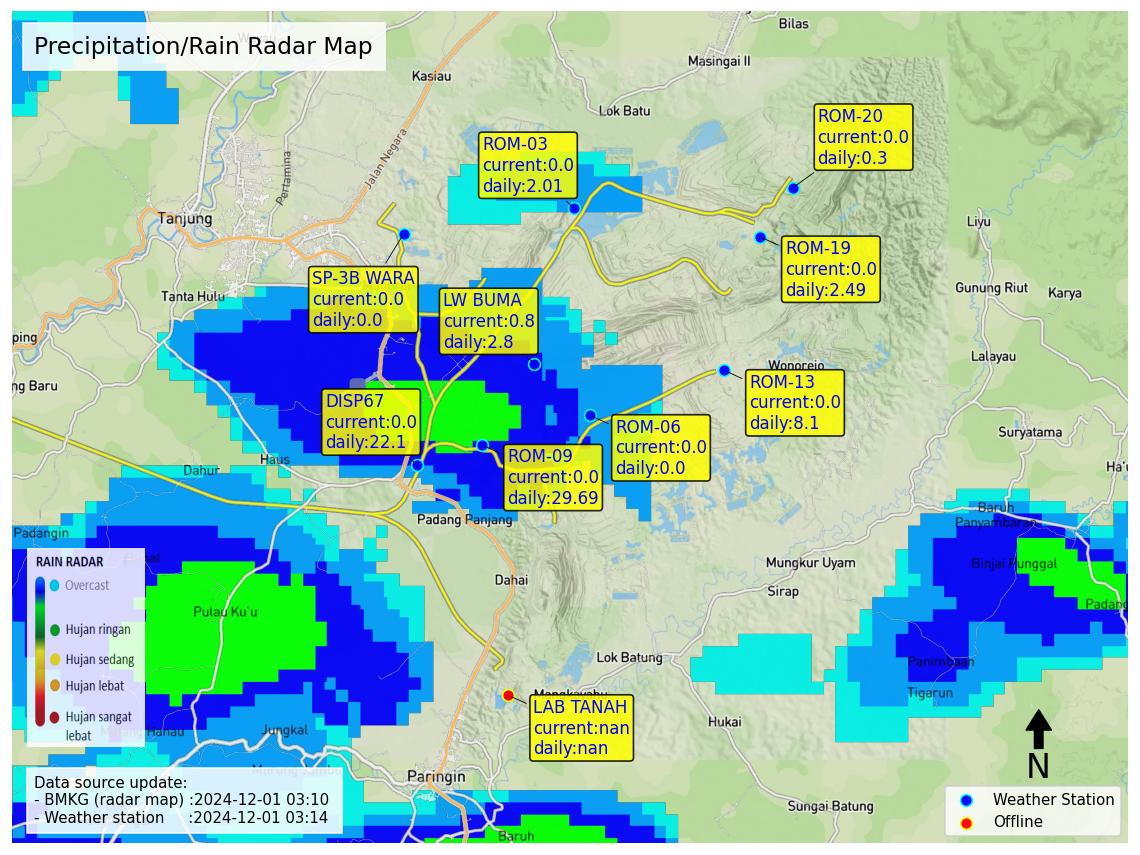 Precipitation/Rain Radar Map
Bilas
Masingai II
Kasiau
Lok Batu
Pertamina
Jalan Negara
Tanjung
ROM-03
current:0.0
daily:2.01
ROM-20
current:0.0
daily:0.3
Liyu
ROM-19
current:0.0
daily:2.49
SP-3B WARA
current:0.0
daily:0.0
Tanta Hulu
LW BUMA
current:0.8
daily:2.8
Gunung Riut
Karya
ping
Lalayau
Wonorejo
ng Baru
ROM-13
current:0.0
daily:8.1
DISP67
current:0.0
daily:22.1
ROM-06
current:0.0
daily:0.0
Suryatama
Haus
Dahur
ROM-09
current:0.0
daily:29.69
Padang Panjang
Baruh
Panyambaran
Padangin
Binjai Punggal
Mungkur Uyam
Dahai
Sirap
Padang
Pulau Ku'u
RAIN RADAR
Overcast
Hujan ringan
Hujan sedang
Hujan lebat
Hujan sangat
lebat
Lok Batung
Panimbaan
Tigarun
LAB TANAH
current:nan
daily:nan
Hukai
Jungkal
Paringin
Sungai Batung
Baruh
Data source update:
- BMKG (radar map) :2024-12-01 03:10
- Weather station :2024-12-01 03:14
N
Weather Station
Offline